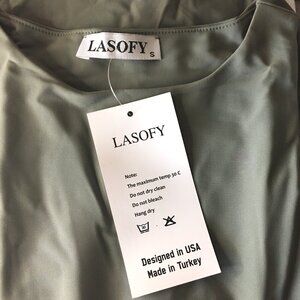 LASOFY
S
LASOFY
Note:
The maximum temp 30 C
Do not dry clean
Do not bleach
Hang dry
Designed in USA
Made in Turkey